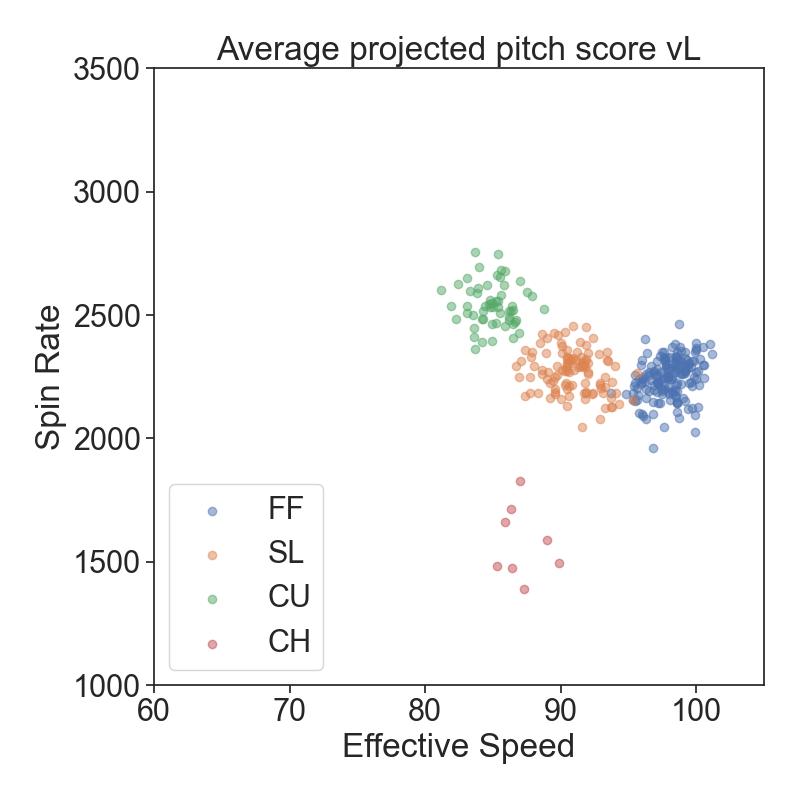 Average projected pitch score vL
3500
3000
2500
2000
1500
1000
Spin Rate
FF
SL
CU
CH
60 70 80 90 100
Effective Speed